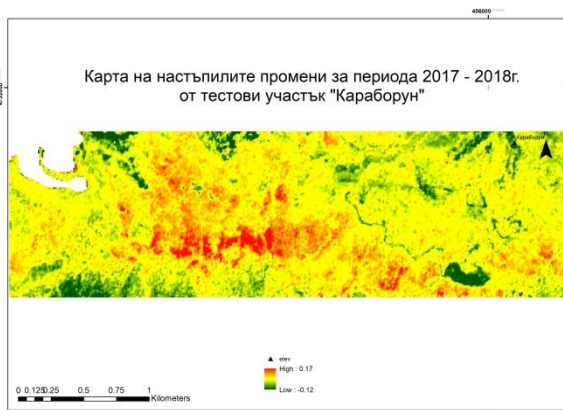 456000
Карта на настъпилите промени за периода 2017 - 2018г.
от тестови участък "Караборун"
Караборун
elev
High : 0.17
Low : -0.12
0 0.125 0.25 0.5 0.75 1
Kilometers